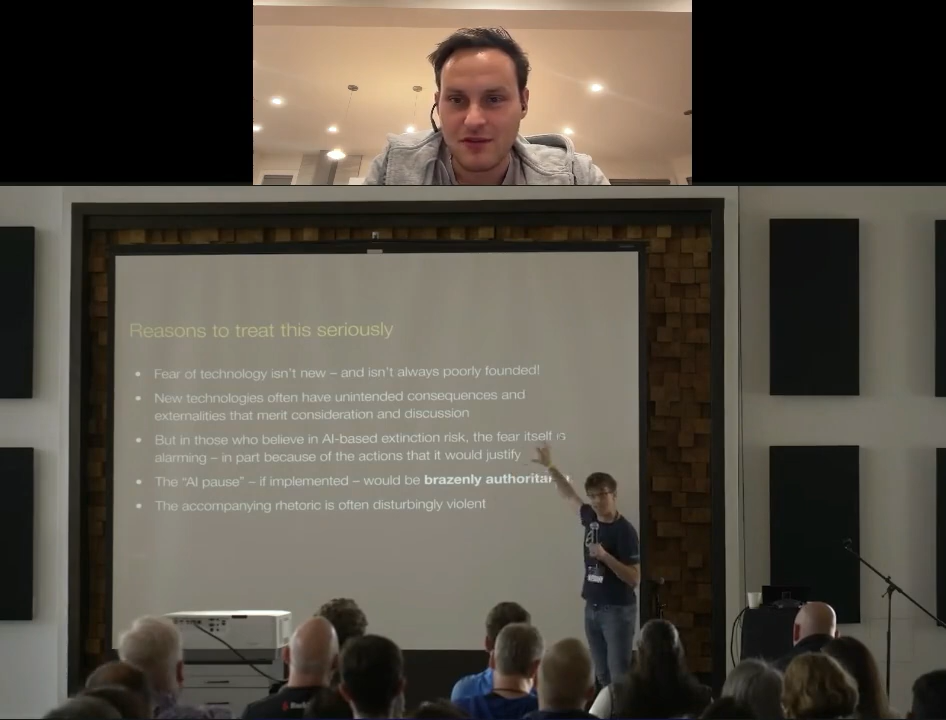 Reasons to treat this seriously
• Fear of technology isn't new – and isn't always poorly founded!
• New technologies often have unintended consequences and
externalities that merit consideration and discussion
• But in those who believe in AI-based extinction risk, the fear itself is
alarming – in part because of the actions that it would justify
• The "AI pause" – if implemented – would be brazenly
• The accompanying rhetoric is often disturbingly violent